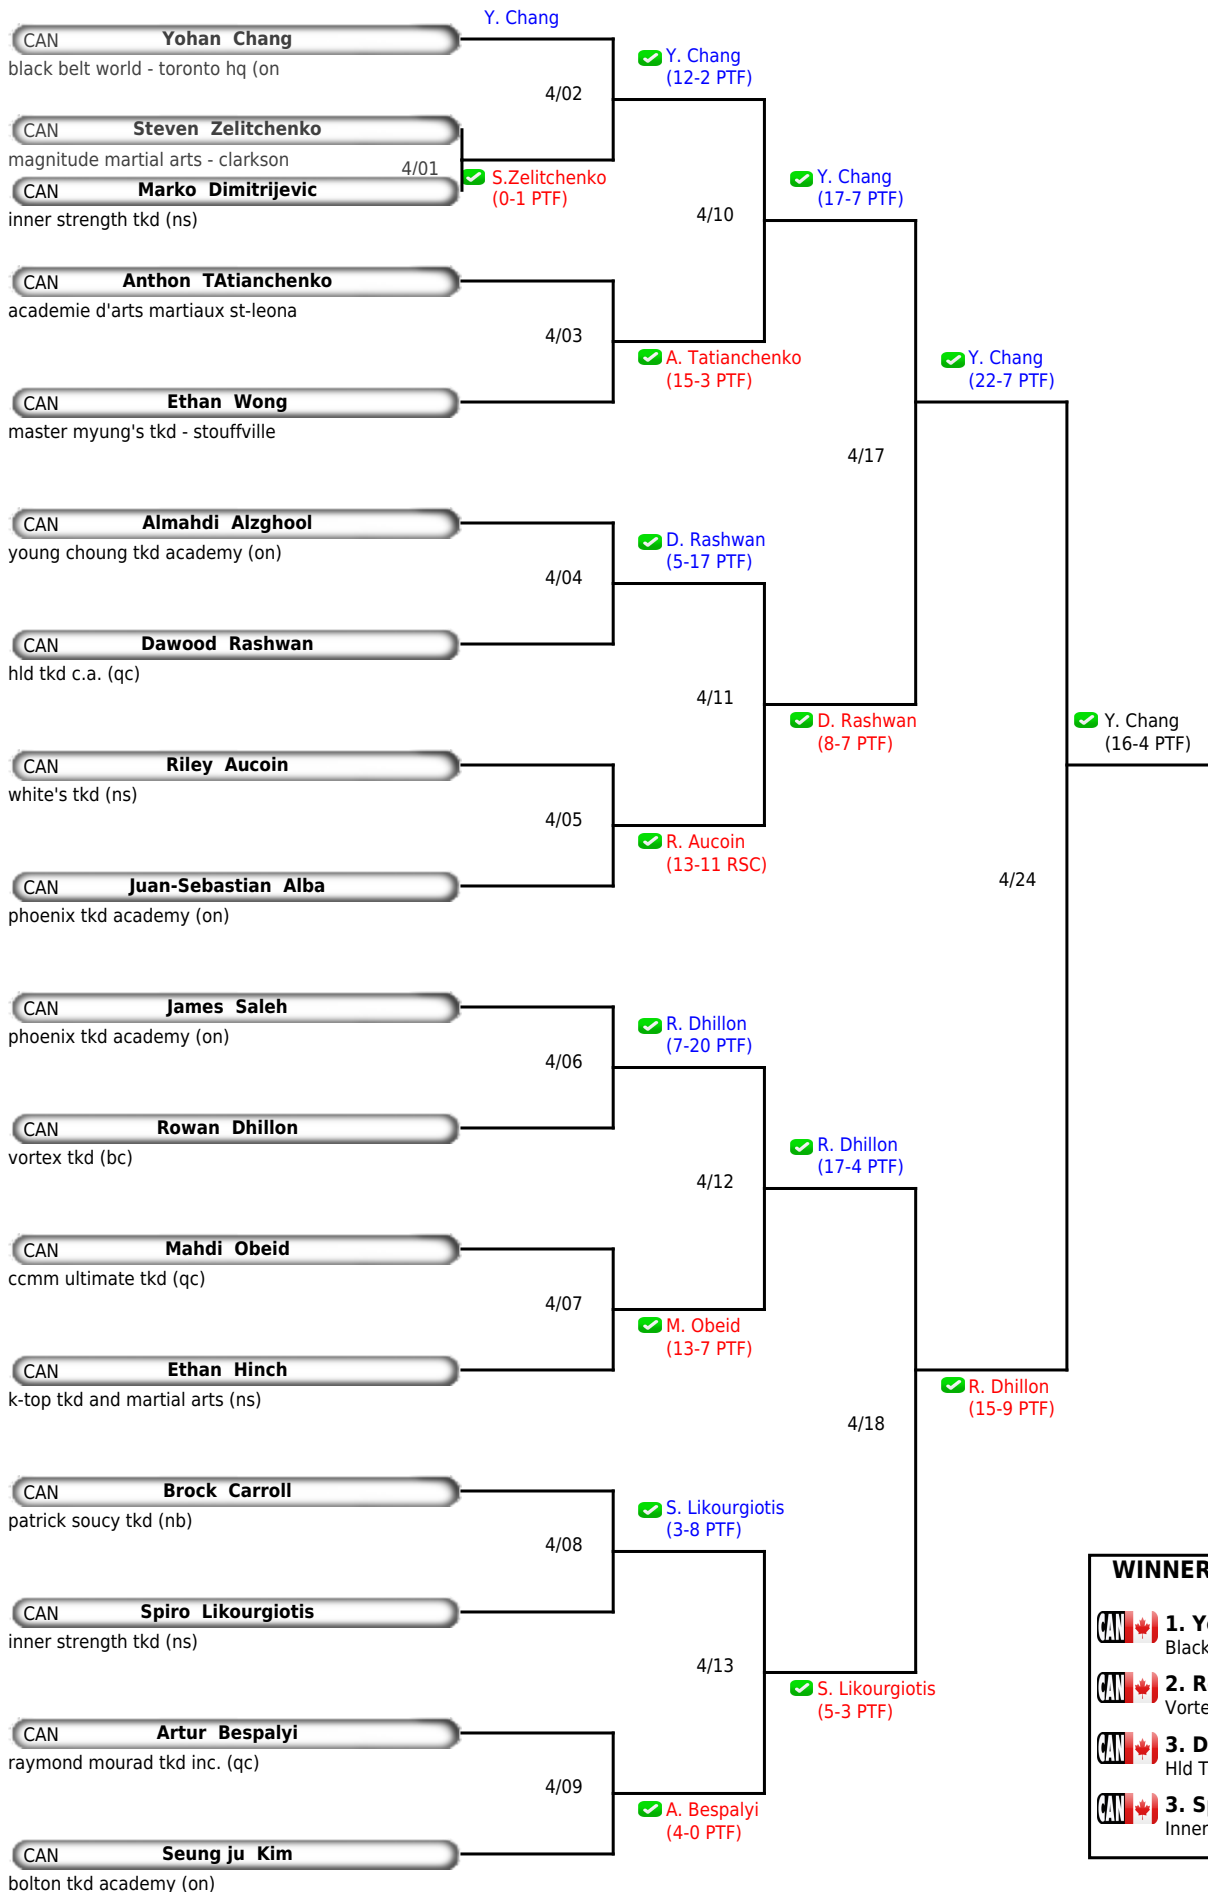 Y. Chang
CAN Yohan Chang
black belt world - toronto hq (on
Y. Chang
(12-2 PTF)
4/02
CAN Steven Zelitchenko
magnitude martial arts - clarkson
4/01
S.Zelitchenko
(0-1 PTF)
CAN Marko Dimitrijevic
inner strength tkd (ns)
Y. Chang
(17-7 PTF)
4/10
CAN Anthon TAtianchenko
academie d'arts martiaux st-leona
4/03
A. Tatianchenko
(15-3 PTF)
CAN Ethan Wong
master myung's tkd - stouffville
Y. Chang
(22-7 PTF)
4/17
CAN Almahdi Alzghool
young choung tkd academy (on)
D. Rashwan
(5-17 PTF)
4/04
CAN Dawood Rashwan
hld tkd c.a. (qc)
4/11
D. Rashwan
(8-7 PTF)
Y. Chang
(16-4 PTF)
CAN Riley Aucoin
white's tkd (ns)
4/05
R. Aucoin
(13-11 RSC)
CAN Juan-Sebastian Alba
phoenix tkd academy (on)
4/24
CAN James Saleh
phoenix tkd academy (on)
R. Dhillon
(7-20 PTF)
4/06
CAN Rowan Dhillon
vortex tkd (bc)
R. Dhillon
(17-4 PTF)
4/12
CAN Mahdi Obeid
ccmm ultimate tkd (qc)
4/07
M. Obeid
(13-7 PTF)
CAN Ethan Hinch
k-top tkd and martial arts (ns)
R. Dhillon
(15-9 PTF)
4/18
CAN Brock Carroll
patrick soucy tkd (nb)
S. Likourgiotis
(3-8 PTF)
4/08
CAN Spiro Likourgiotis
inner strength tkd (ns)
4/13
S. Likourgiotis
(5-3 PTF)
CAN Artur Bespalyi
raymond mourad tkd inc. (qc)
4/09
A. Bespalyi
(4-0 PTF)
CAN Seung ju Kim
bolton tkd academy (on)
WINNER
CAN 1. Y
Black
CAN 2. R
Vorte
CAN 3. D
Hld T
CAN 3. Sp
Inner